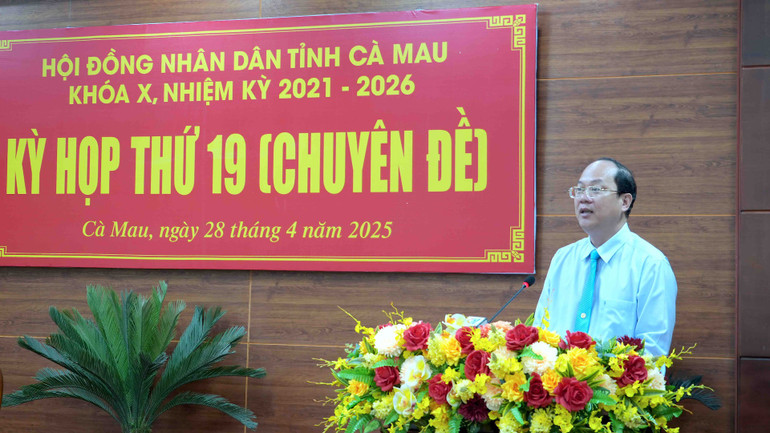 HỘI ĐỒNG NHÂN DÂN TỈNH CÀ MAU
KHÓA X, NHIỆM KỲ 2021 - 2026
KỲ HỌP THỨ 19 (CHUYÊN ĐỀ)
Cà Mau, ngày 28 tháng 4 năm 2025